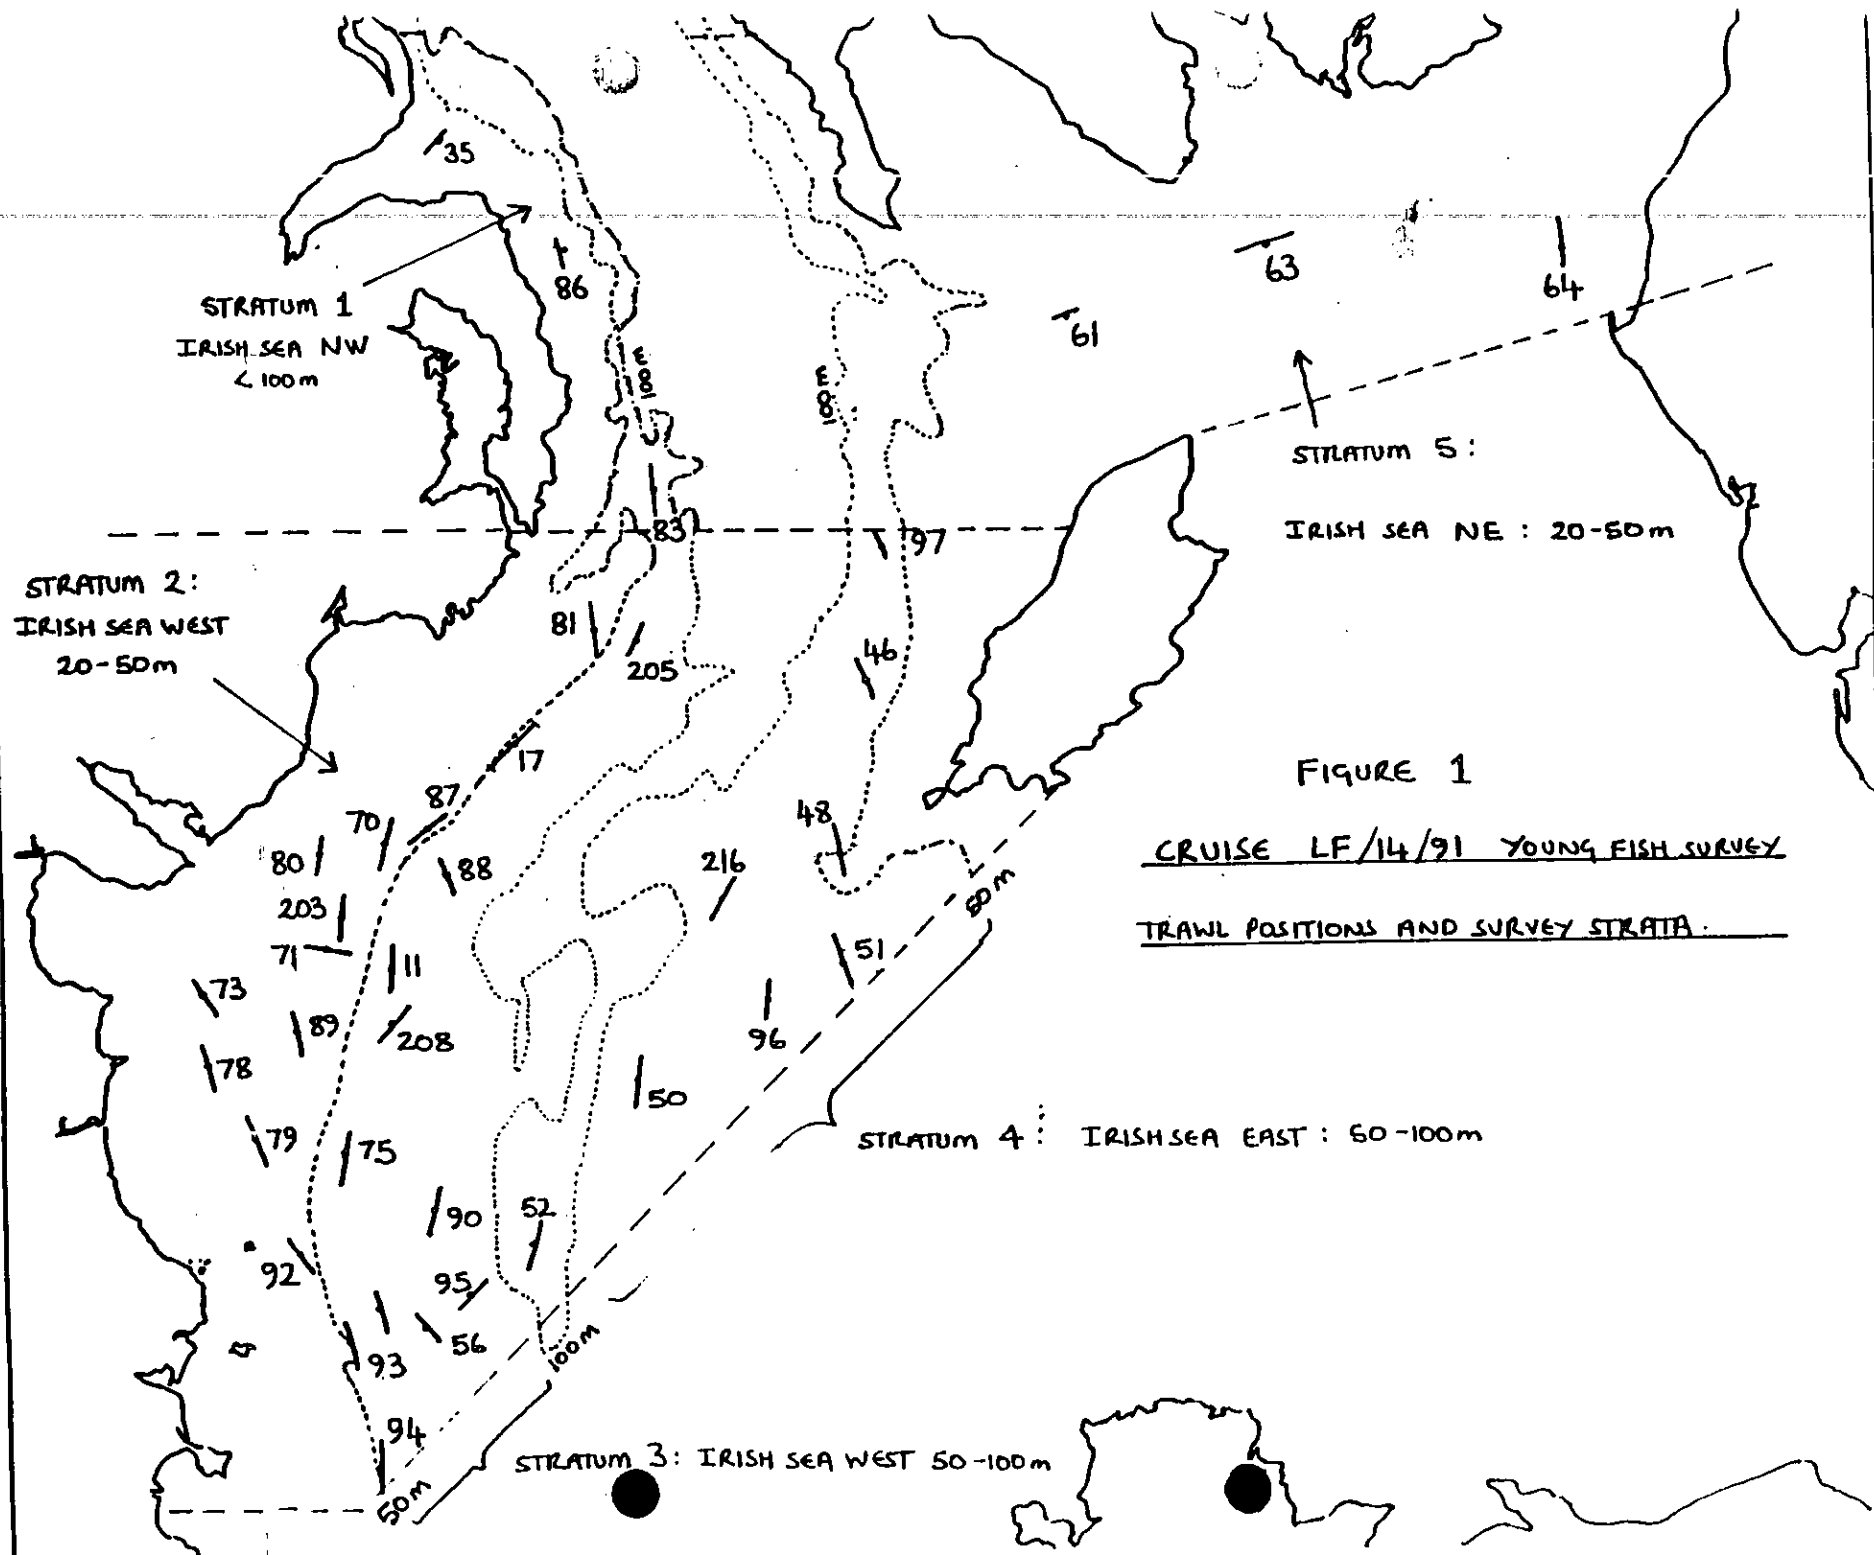 35
86
STRATUM 1
IRISH SEA NW
< 100m
100m
63
64
61
STRATUM 5:
IRISH SEA NE : 20-50m
83
97
STRATUM 2:
IRISH SEA WEST
20-50m
81
205
46
17
FIGURE 1
CRUISE LF/14/91 YOUNG FISH SURVEY
TRAWL POSITIONS AND SURVEY STRATA.
87
70
48
80
88
216
203
50m
71
11
51
73
89
208
96
78
50
79
75
STRATUM 4: IRISH SEA EAST: 50-100m
90
52
92
95
56
93
100m
94
STRATUM 3: IRISH SEA WEST 50-100m
50m